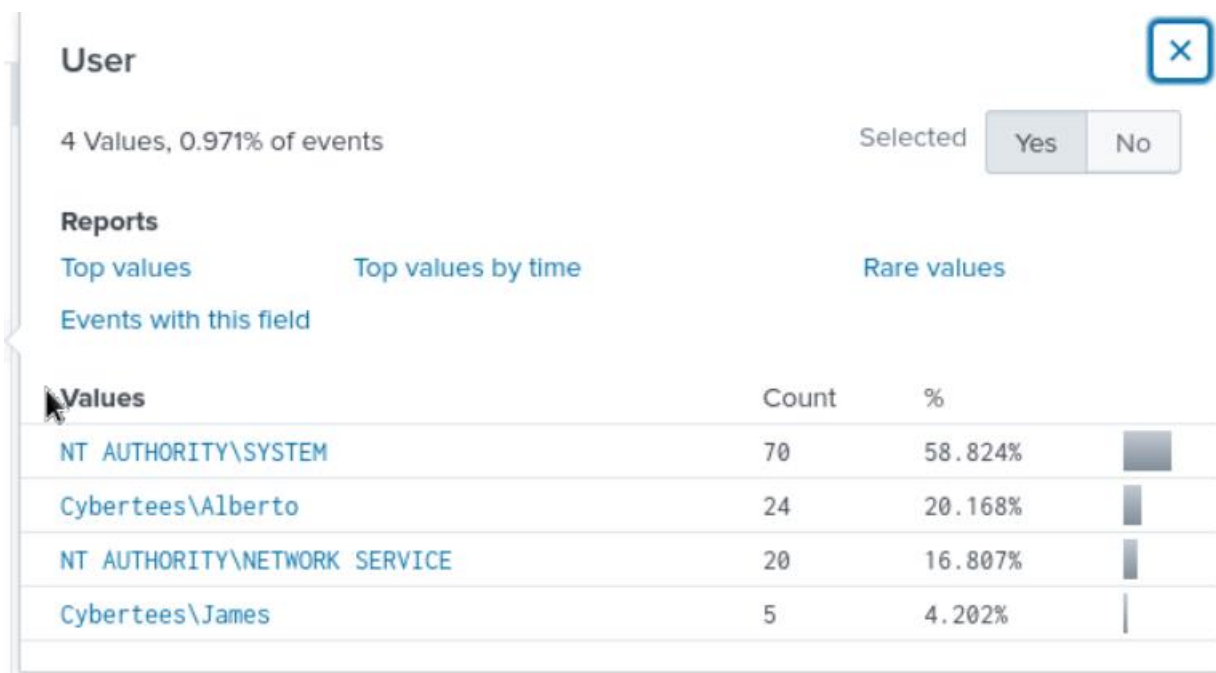 User
4 Values, 0.971% of events Selected Yes No
Reports
Top values Top values by time Rare values
Events with this field
Values Count %
NT AUTHORITY\SYSTEM 70 58.824%
Cybertees\Alberto 24 20.168%
NT AUTHORITY\NETWORK SERVICE 20 16.807%
Cybertees\James 5 4.202%